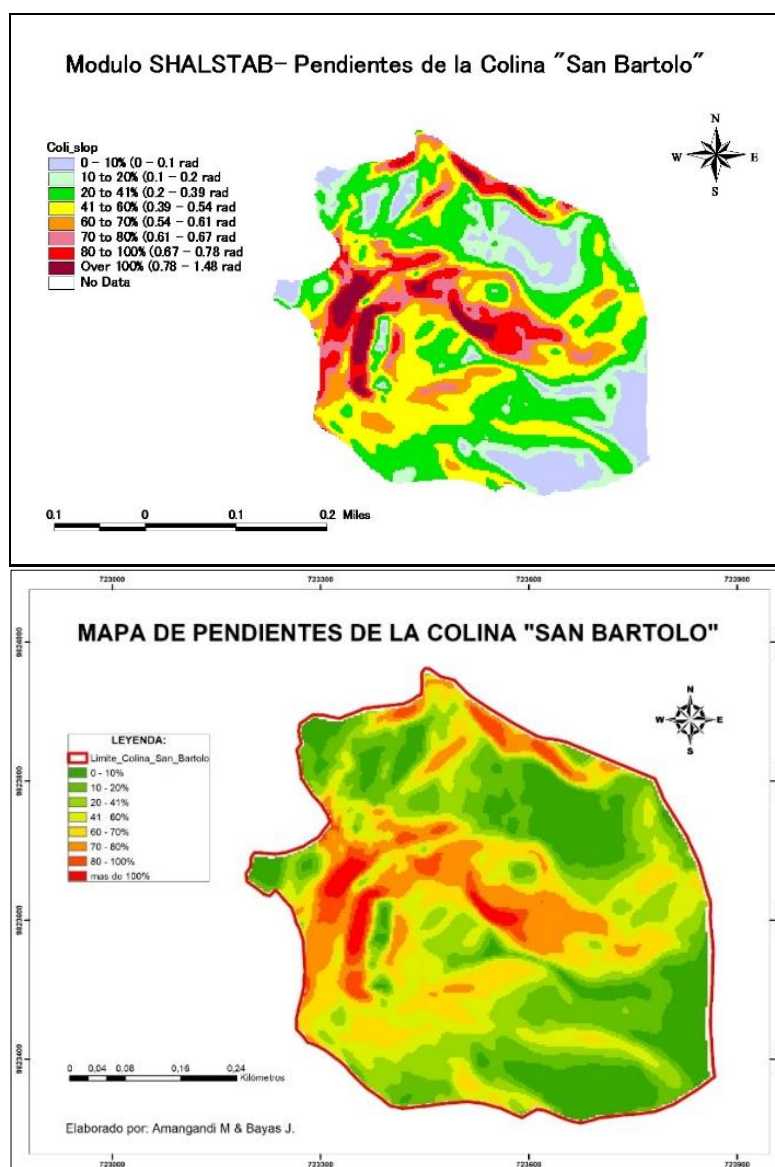 Modulo SHALSTAB- Pendientes de la Colina "San Bartolo"
N
W E
S
Coli_slop
0 - 10% (0 - 0.1 rad
10 to 20% (0.1 - 0.2 rad
20 to 41% (0.2 - 0.39 rad
41 to 60% (0.39 - 0.54 rad
60 to 70% (0.54 - 0.61 rad
70 to 80% (0.61 - 0.67 rad
80 to 100% (0.67 - 0.78 rad
Over 100% (0.78 - 1.48 rad
No Data
0.1 0 0.1 0.2 Miles
723000 723300 723600 723900
MAPA DE PENDIENTES DE LA COLINA "SAN BARTOLO"
N
W E
S
LEYENDA:
Limite_Colina_San_Bartolo
0 - 10%
10 - 20%
20 - 41%
41 - 60%
60 - 70%
70 - 80%
80 - 100%
mas de 100%
9824000 9824000
9823800 9823800
9823600 9823600
9823400 9823400
0 0,04 0,08 0,16 0,24
Kilómetros
Elaborado por: Amangandi M & Bayas J.
723000 723300 723600 723900